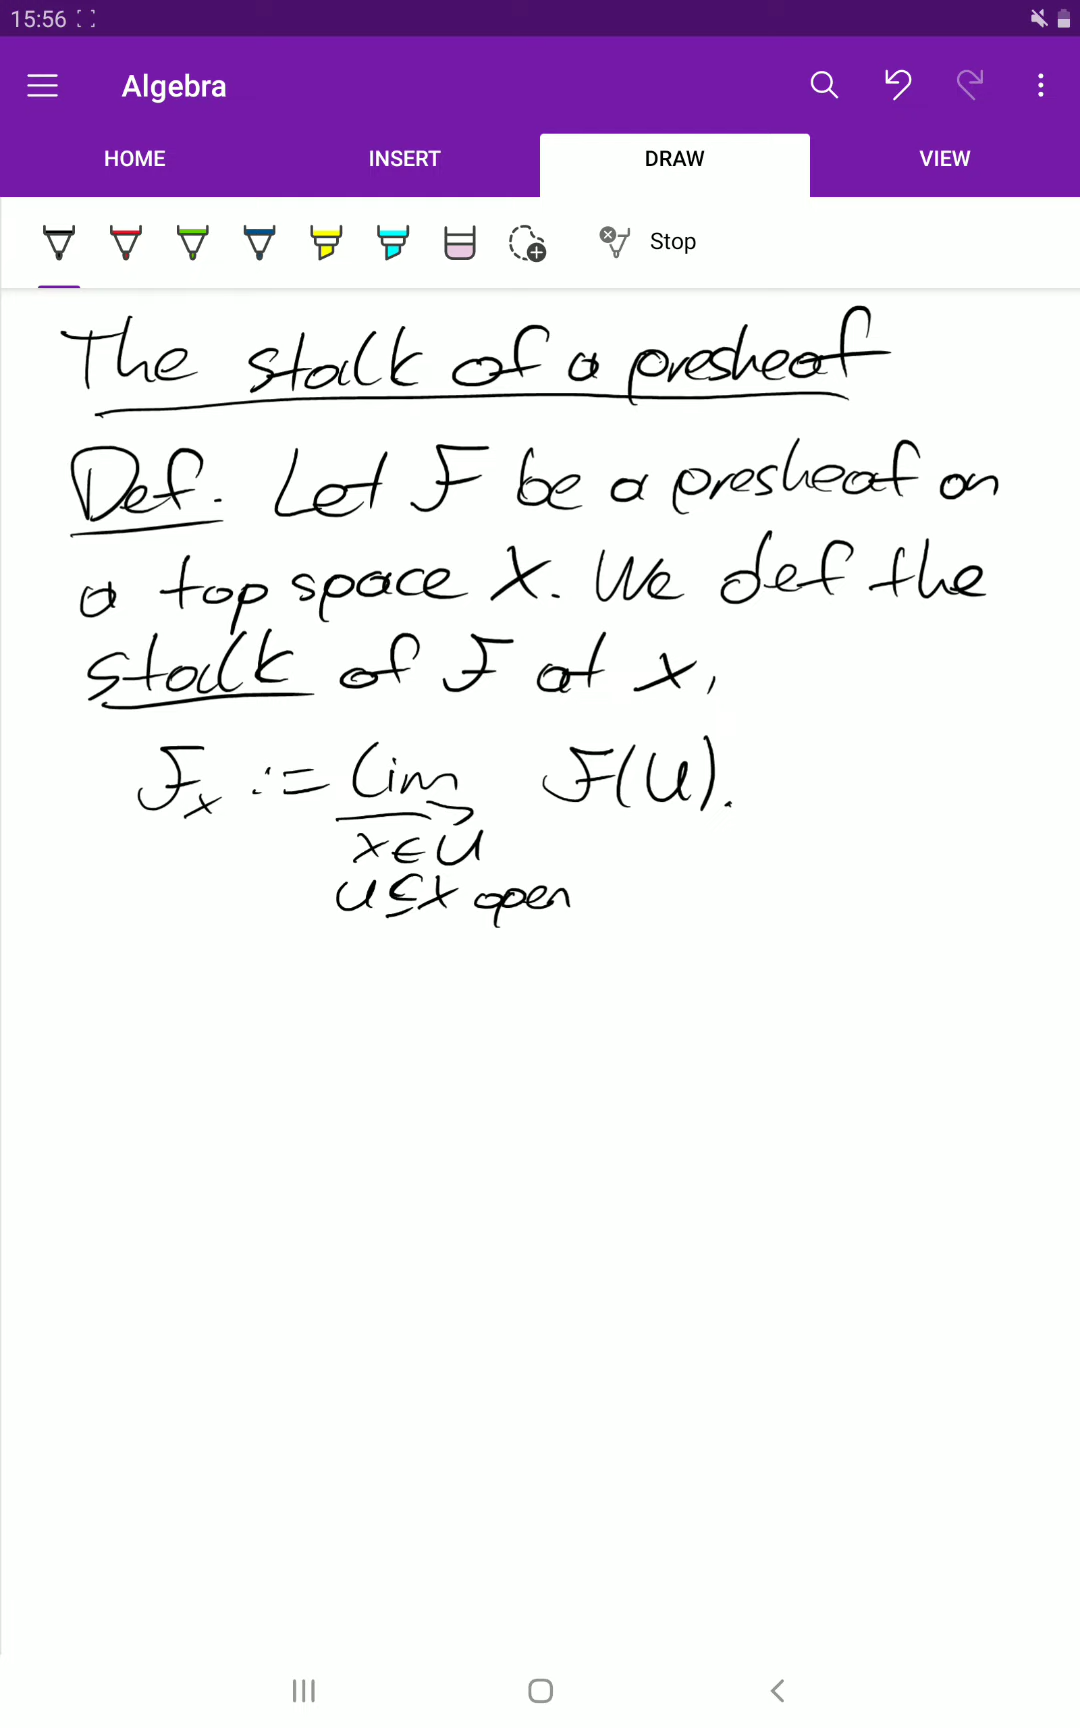 15:56
Algebra
HOME INSERT DRAW VIEW
Stop
The stalk of a presheaf
Def. Let F be a presheaf on
a top space X. We def the
stalk of F at x,
Fₓ := lim F(U).
x∈U
U⊆X open